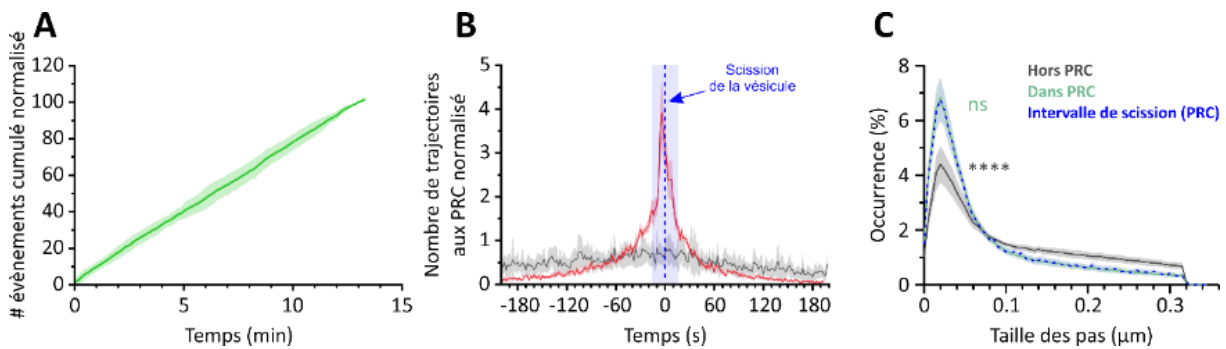 A
# évènements cumulé normalisé
120
100
80
60
40
20
0
0
5
10
15
Temps (min)
B
Nombre de trajectoires
aux PRC normalisé
5
4
3
2
1
0
Scission
de la vésicule
-180
-120
-60
0
60
120
180
Temps (s)
C
Occurrence (%)
8
6
4
2
0
Hors PRC
Dans PRC
Intervalle de scission (PRC)
ns
****
0
0.1
0.2
0.3
Taille des pas (µm)